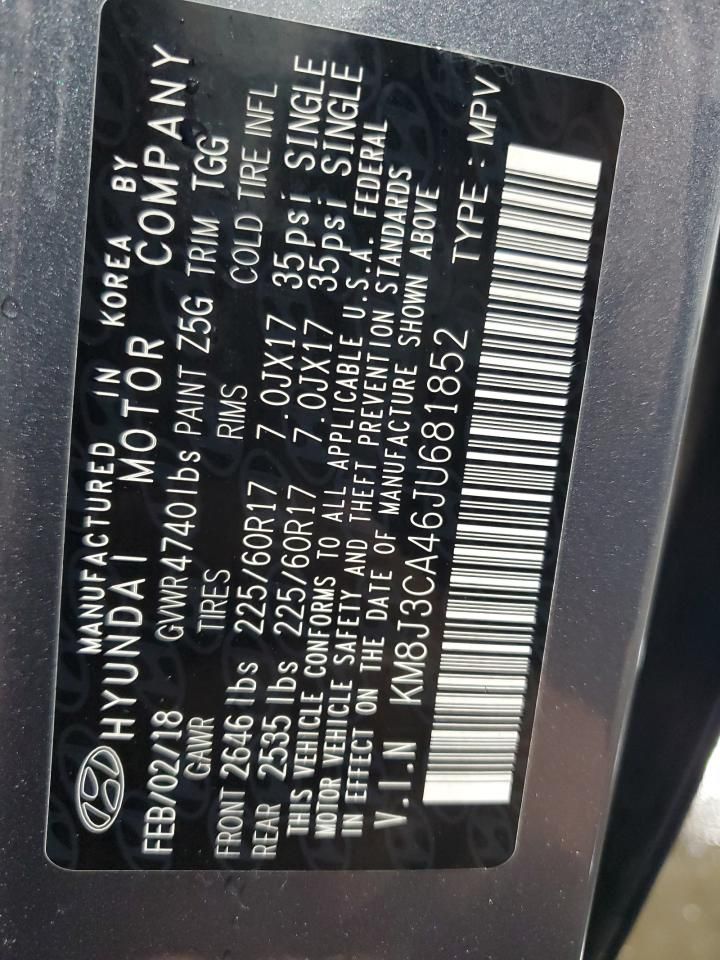 MANUFACTURED IN KOREA BY
HYUNDAI MOTOR COMPANY
FEB/02/18 GVWR4740lbs PAINT Z5G TRIM TGG
GAWR TIRES RIMS COLD TIRE INFL
FRONT 2646 lbs 225/60R17 7.0JX17 35psi SINGLE
REAR 2535 lbs 225/60R17 7.0JX17 35psi SINGLE
THIS VEHICLE CONFORMS TO ALL APPLICABLE U.S.A. FEDERAL
MOTOR VEHICLE SAFETY AND THEFT PREVENTION STANDARDS
IN EFFECT ON THE DATE OF MANUFACTURE SHOWN ABOVE
V.I.N KM8J3CA46JU681852 TYPE : MPV